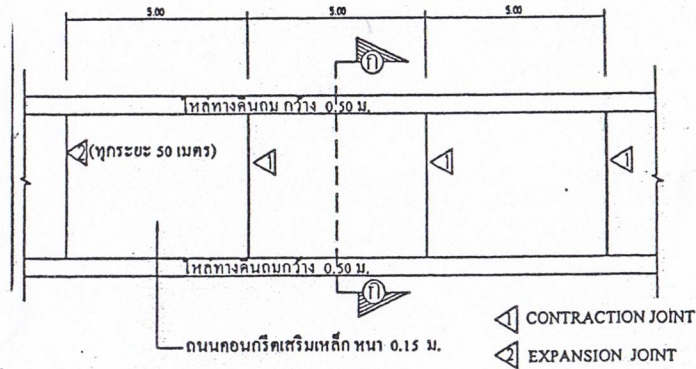 5.00 5.00 5.00
ก
ไหล่ทางดินถม กว้าง 0.50 ม.
2 (ทุกระยะ 50 เมตร)
1 1 1
ไหล่ทางดินถมกว้าง 0.50 ม.
ก
1 CONTRACTION JOINT
ถนนคอนกรีตเสริมเหล็ก หนา 0.15 ม.
2 EXPANSION JOINT